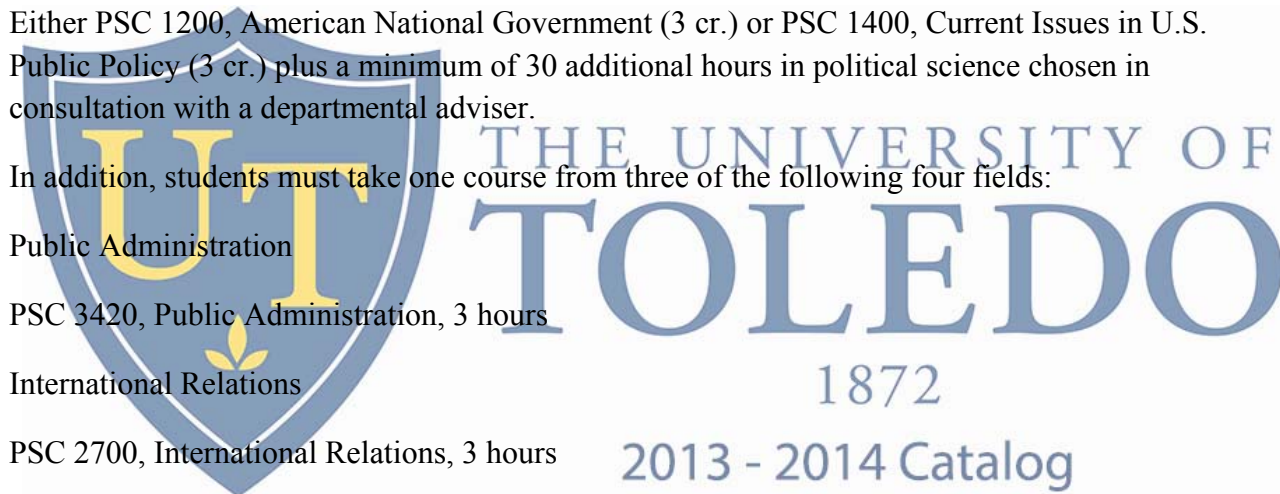 Either PSC 1200, American National Government (3 cr.) or PSC 1400, Current Issues in U.S.
Public Policy (3 cr.) plus a minimum of 30 additional hours in political science chosen in
consultation with a departmental adviser.
THE UNIVERSITY OF
In addition, students must take one course from three of the following four fields:
UT
TOLEDO
Public Administration
PSC 3420, Public Administration, 3 hours
International Relations
1872
PSC 2700, International Relations, 3 hours
2013 - 2014 Catalog